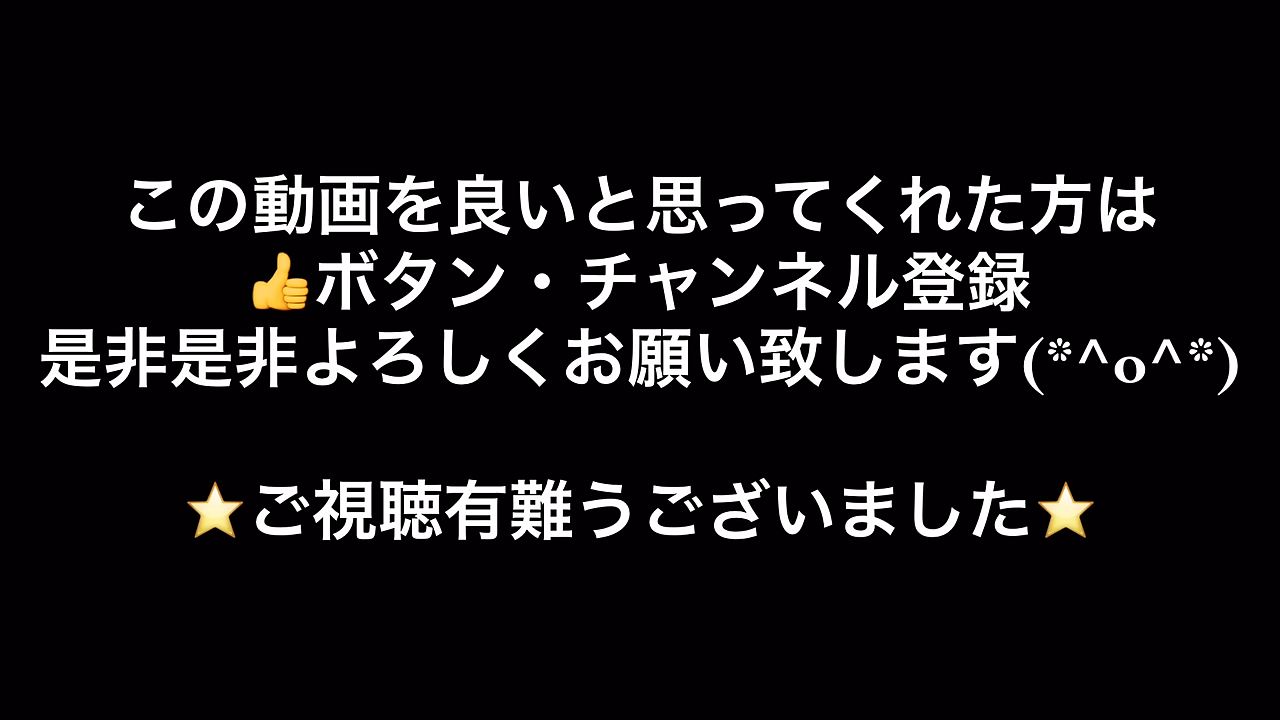 この動画を良いと思ってくれた方は
👍ボタン・チャンネル登録
是非是非よろしくお願い致します(*^o^*)
⭐ご視聴有難うございました⭐